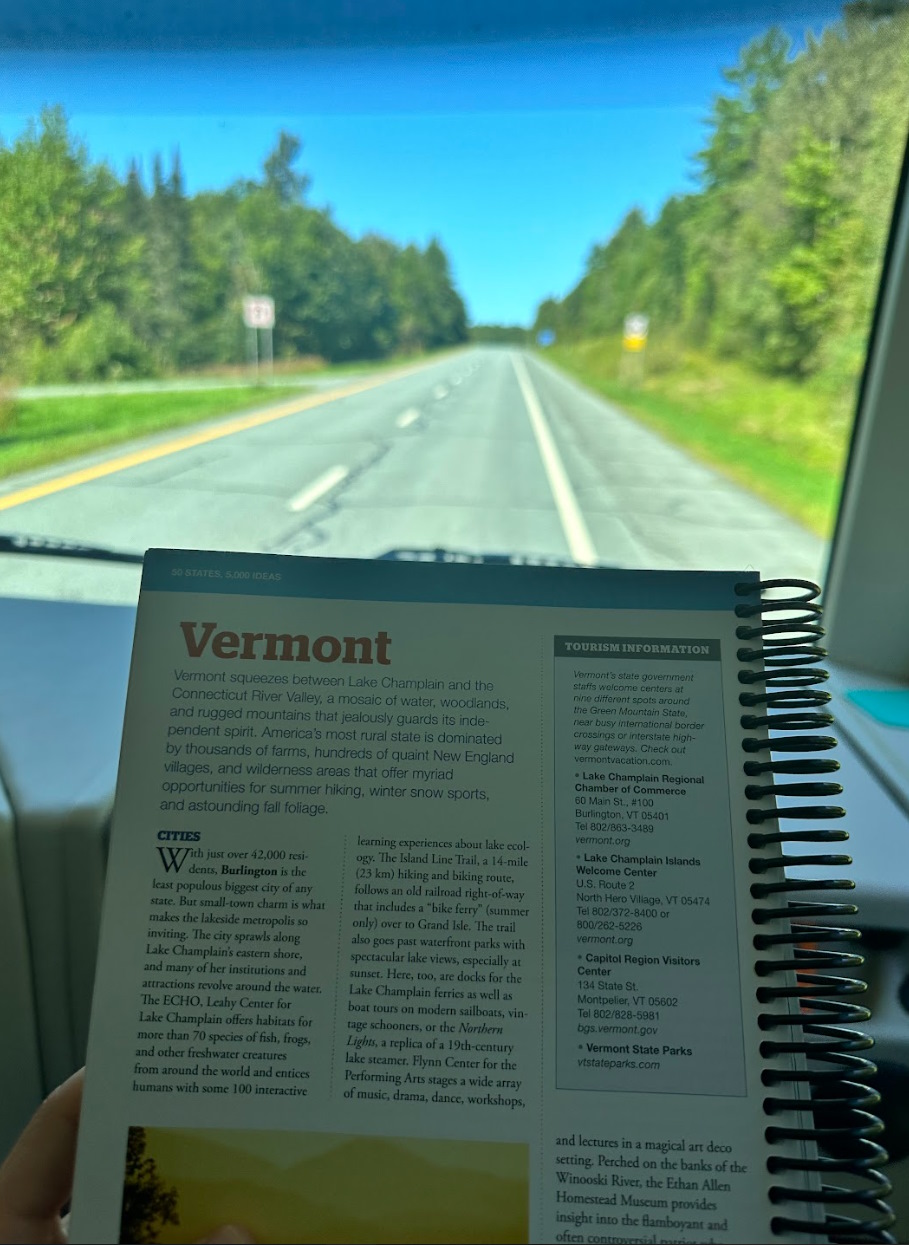 50 STATES, 5,000 IDEAS
Vermont
Vermont squeezes between Lake Champlain and the
Connecticut River Valley, a mosaic of water, woodlands,
and rugged mountains that jealously guards its inde-
pendent spirit. America's most rural state is dominated
by thousands of farms, hundreds of quaint New England
villages, and wilderness areas that offer myriad
opportunities for summer hiking, winter snow sports,
and astounding fall foliage.
CITIES
With just over 42,000 resi-
dents, Burlington is the
least populous biggest city of any
state. But small-town charm is what
makes the lakeside metropolis so
inviting. The city sprawls along
Lake Champlain's eastern shore,
and many of her institutions and
attractions revolve around the water.
The ECHO, Leahy Center for
Lake Champlain offers habitats for
more than 70 species of fish, frogs,
and other freshwater creatures
from around the world and entices
humans with some 100 interactive
learning experiences about lake ecol-
ogy. The Island Line Trail, a 14-mile
(23 km) hiking and biking route,
follows an old railroad right-of-way
that includes a "bike ferry" (summer
only) over to Grand Isle. The trail
also goes past waterfront parks with
spectacular lake views, especially at
sunset. Here, too, are docks for the
Lake Champlain ferries as well as
boat tours on modern sailboats, vin-
tage schooners, or the Northern
Lights, a replica of a 19th-century
lake steamer. Flynn Center for the
Performing Arts stages a wide array
of music, drama, dance, workshops,
TOURISM INFORMATION
Vermont's state government
staffs welcome centers at
nine different spots around
the Green Mountain State,
near busy international border
crossings or interstate high-
way gateways. Check out
vermontvacation.com.
• Lake Champlain Regional
Chamber of Commerce
60 Main St., #100
Burlington, VT 05401
Tel 802/863-3489
vermont.org
• Lake Champlain Islands
Welcome Center
U.S. Route 2
North Hero Village, VT 05474
Tel 802/372-8400 or
800/262-5226
vermont.org
• Capitol Region Visitors
Center
134 State St.
Montpelier, VT 05602
Tel 802/828-5981
bgs.vermont.gov
• Vermont State Parks
vtstateparks.com
and lectures in a magical art deco
setting. Perched on the banks of the
Winooski River, the Ethan Allen
Homestead Museum provides
insight into the flamboyant and
often controversial